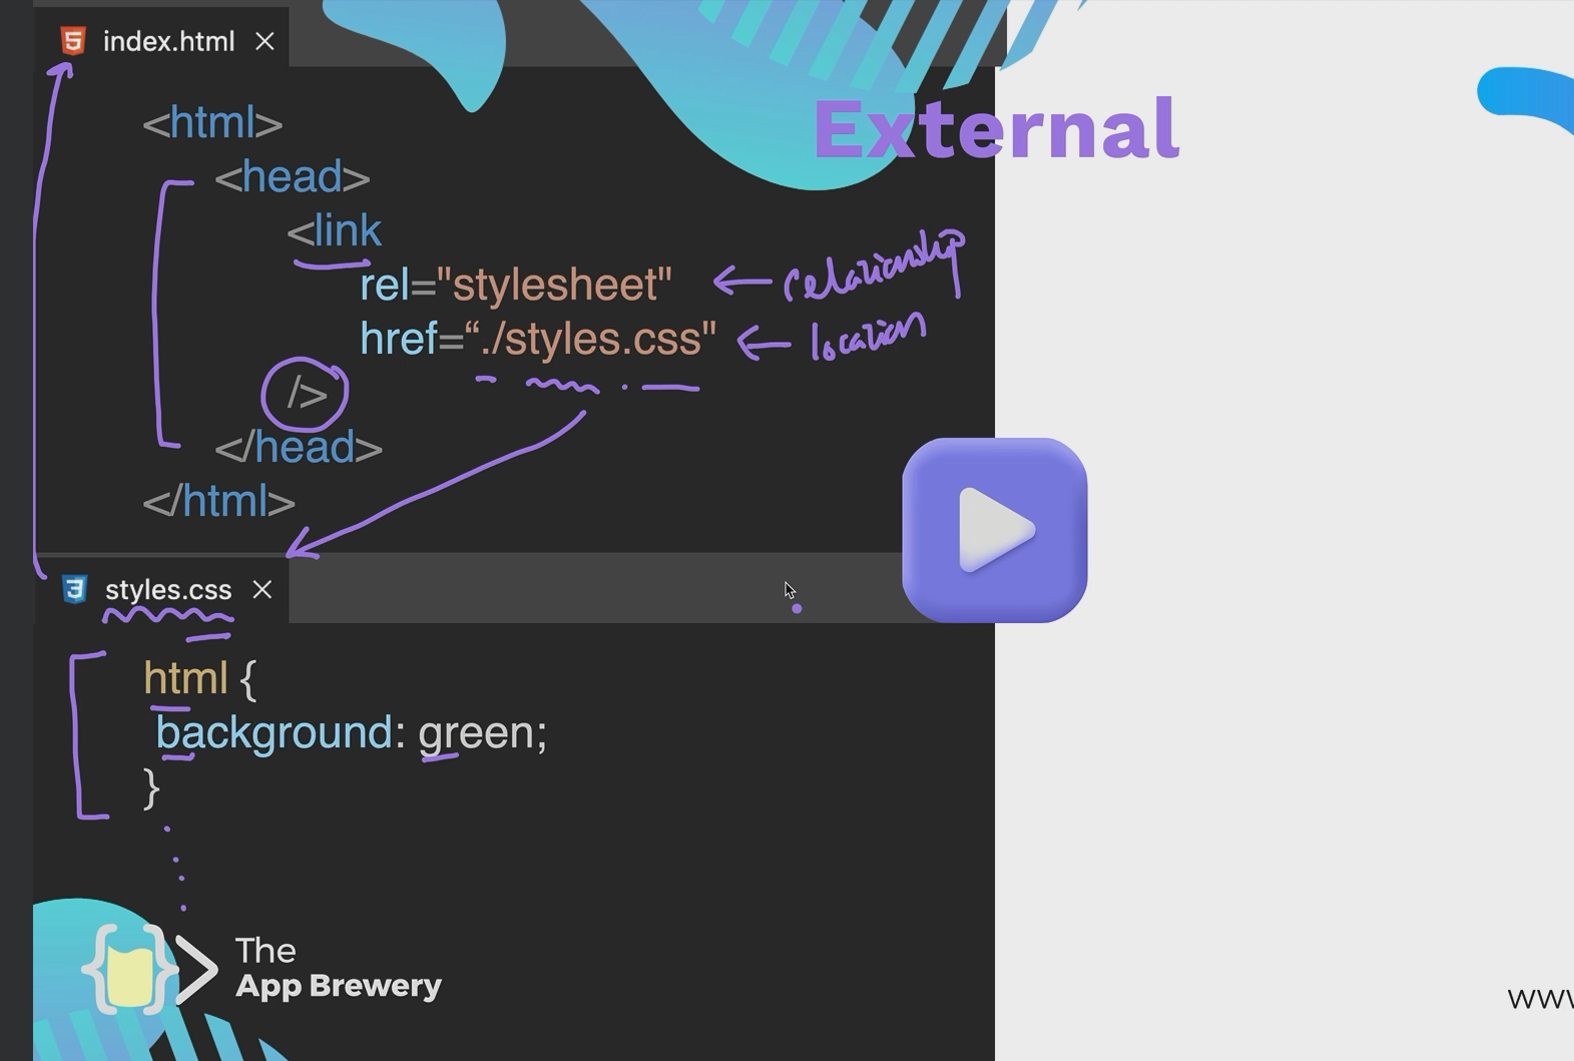 index.html ×
External
<html>
<head>
<link
rel="stylesheet" ← relationship
href=“./styles.css" ← location
/>
</head>
</html>
styles.css ×
html {
background: green;
}
The
App Brewery